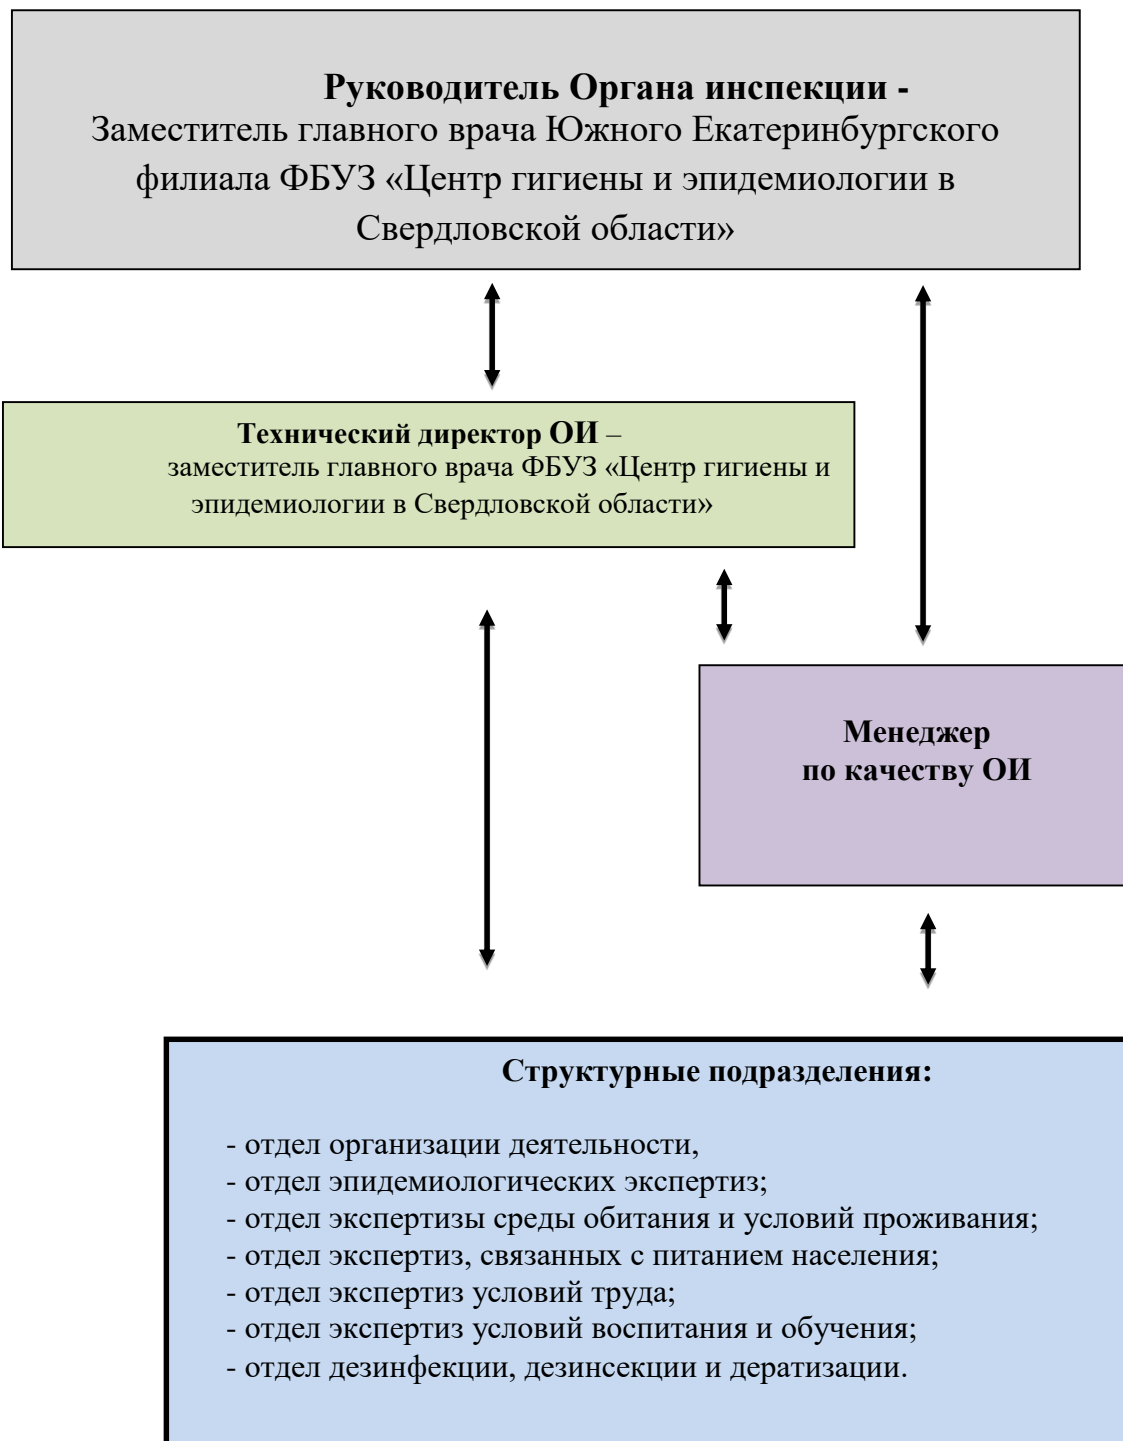 Руководитель Органа инспекции -
Заместитель главного врача Южного Екатеринбургского
филиала ФБУЗ «Центр гигиены и эпидемиологии в
Свердловской области»
Технический директор ОИ –
заместитель главного врача ФБУЗ «Центр гигиены и
эпидемиологии в Свердловской области»
Менеджер
по качеству ОИ
Структурные подразделения:
- отдел организации деятельности,
- отдел эпидемиологических экспертиз;
- отдел экспертизы среды обитания и условий проживания;
- отдел экспертиз, связанных с питанием населения;
- отдел экспертиз условий труда;
- отдел экспертиз условий воспитания и обучения;
- отдел дезинфекции, дезинсекции и дератизации.